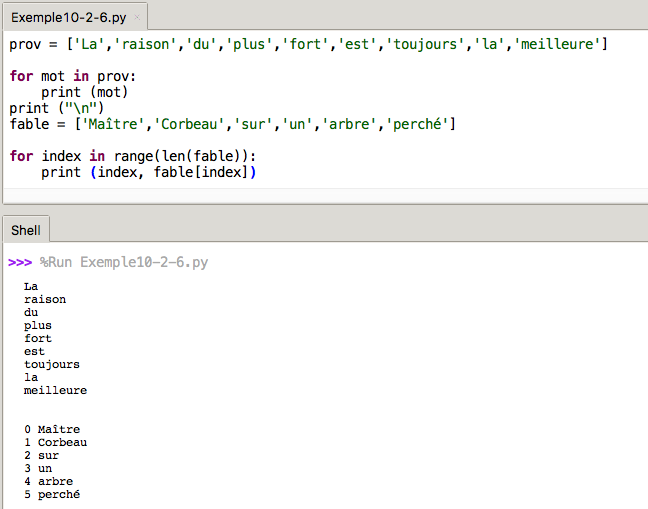 Exemple10-2-6.py ×
prov = ['La','raison','du','plus','fort','est','toujours','la','meilleure']
for mot in prov:
    print (mot)
print ("\n")
fable = ['Maître','Corbeau','sur','un','arbre','perché']
for index in range(len(fable)):
    print (index, fable[index])
Shell
>>> %Run Exemple10-2-6.py
La
raison
du
plus
fort
est
toujours
la
meilleure
0 Maître
1 Corbeau
2 sur
3 un
4 arbre
5 perché